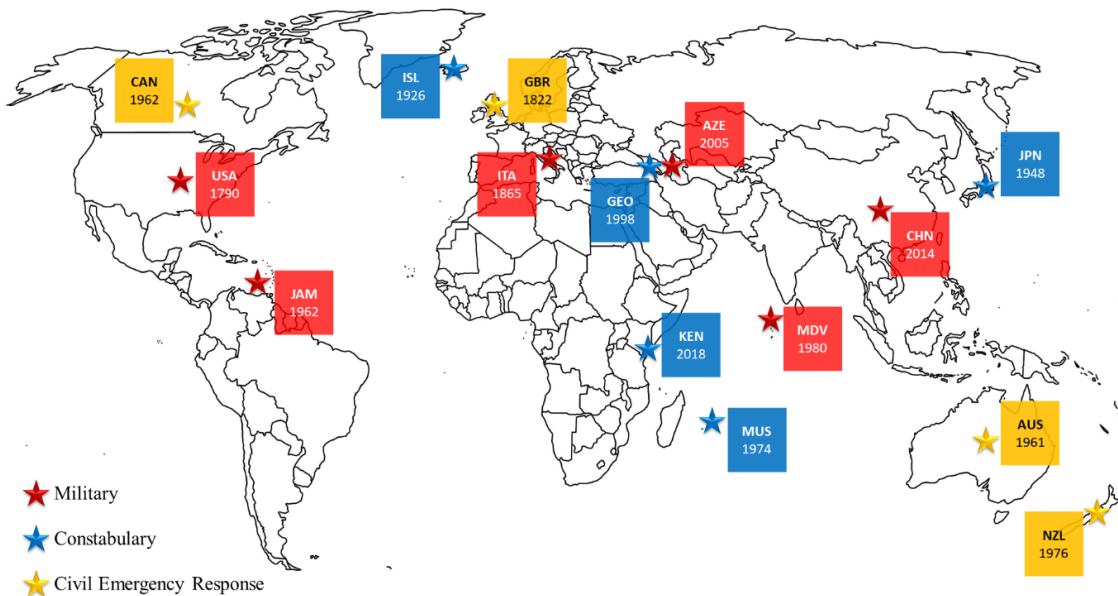 CAN
1962
ISL
1926
GBR
1822
AZE
2005
JPN
1948
USA
1790
ITA
1865
GEO
1998
CHN
2014
JAM
1962
MDV
1980
KEN
2018
MUS
1974
AUS
1961
NZL
1976
Military
Constabulary
Civil Emergency Response